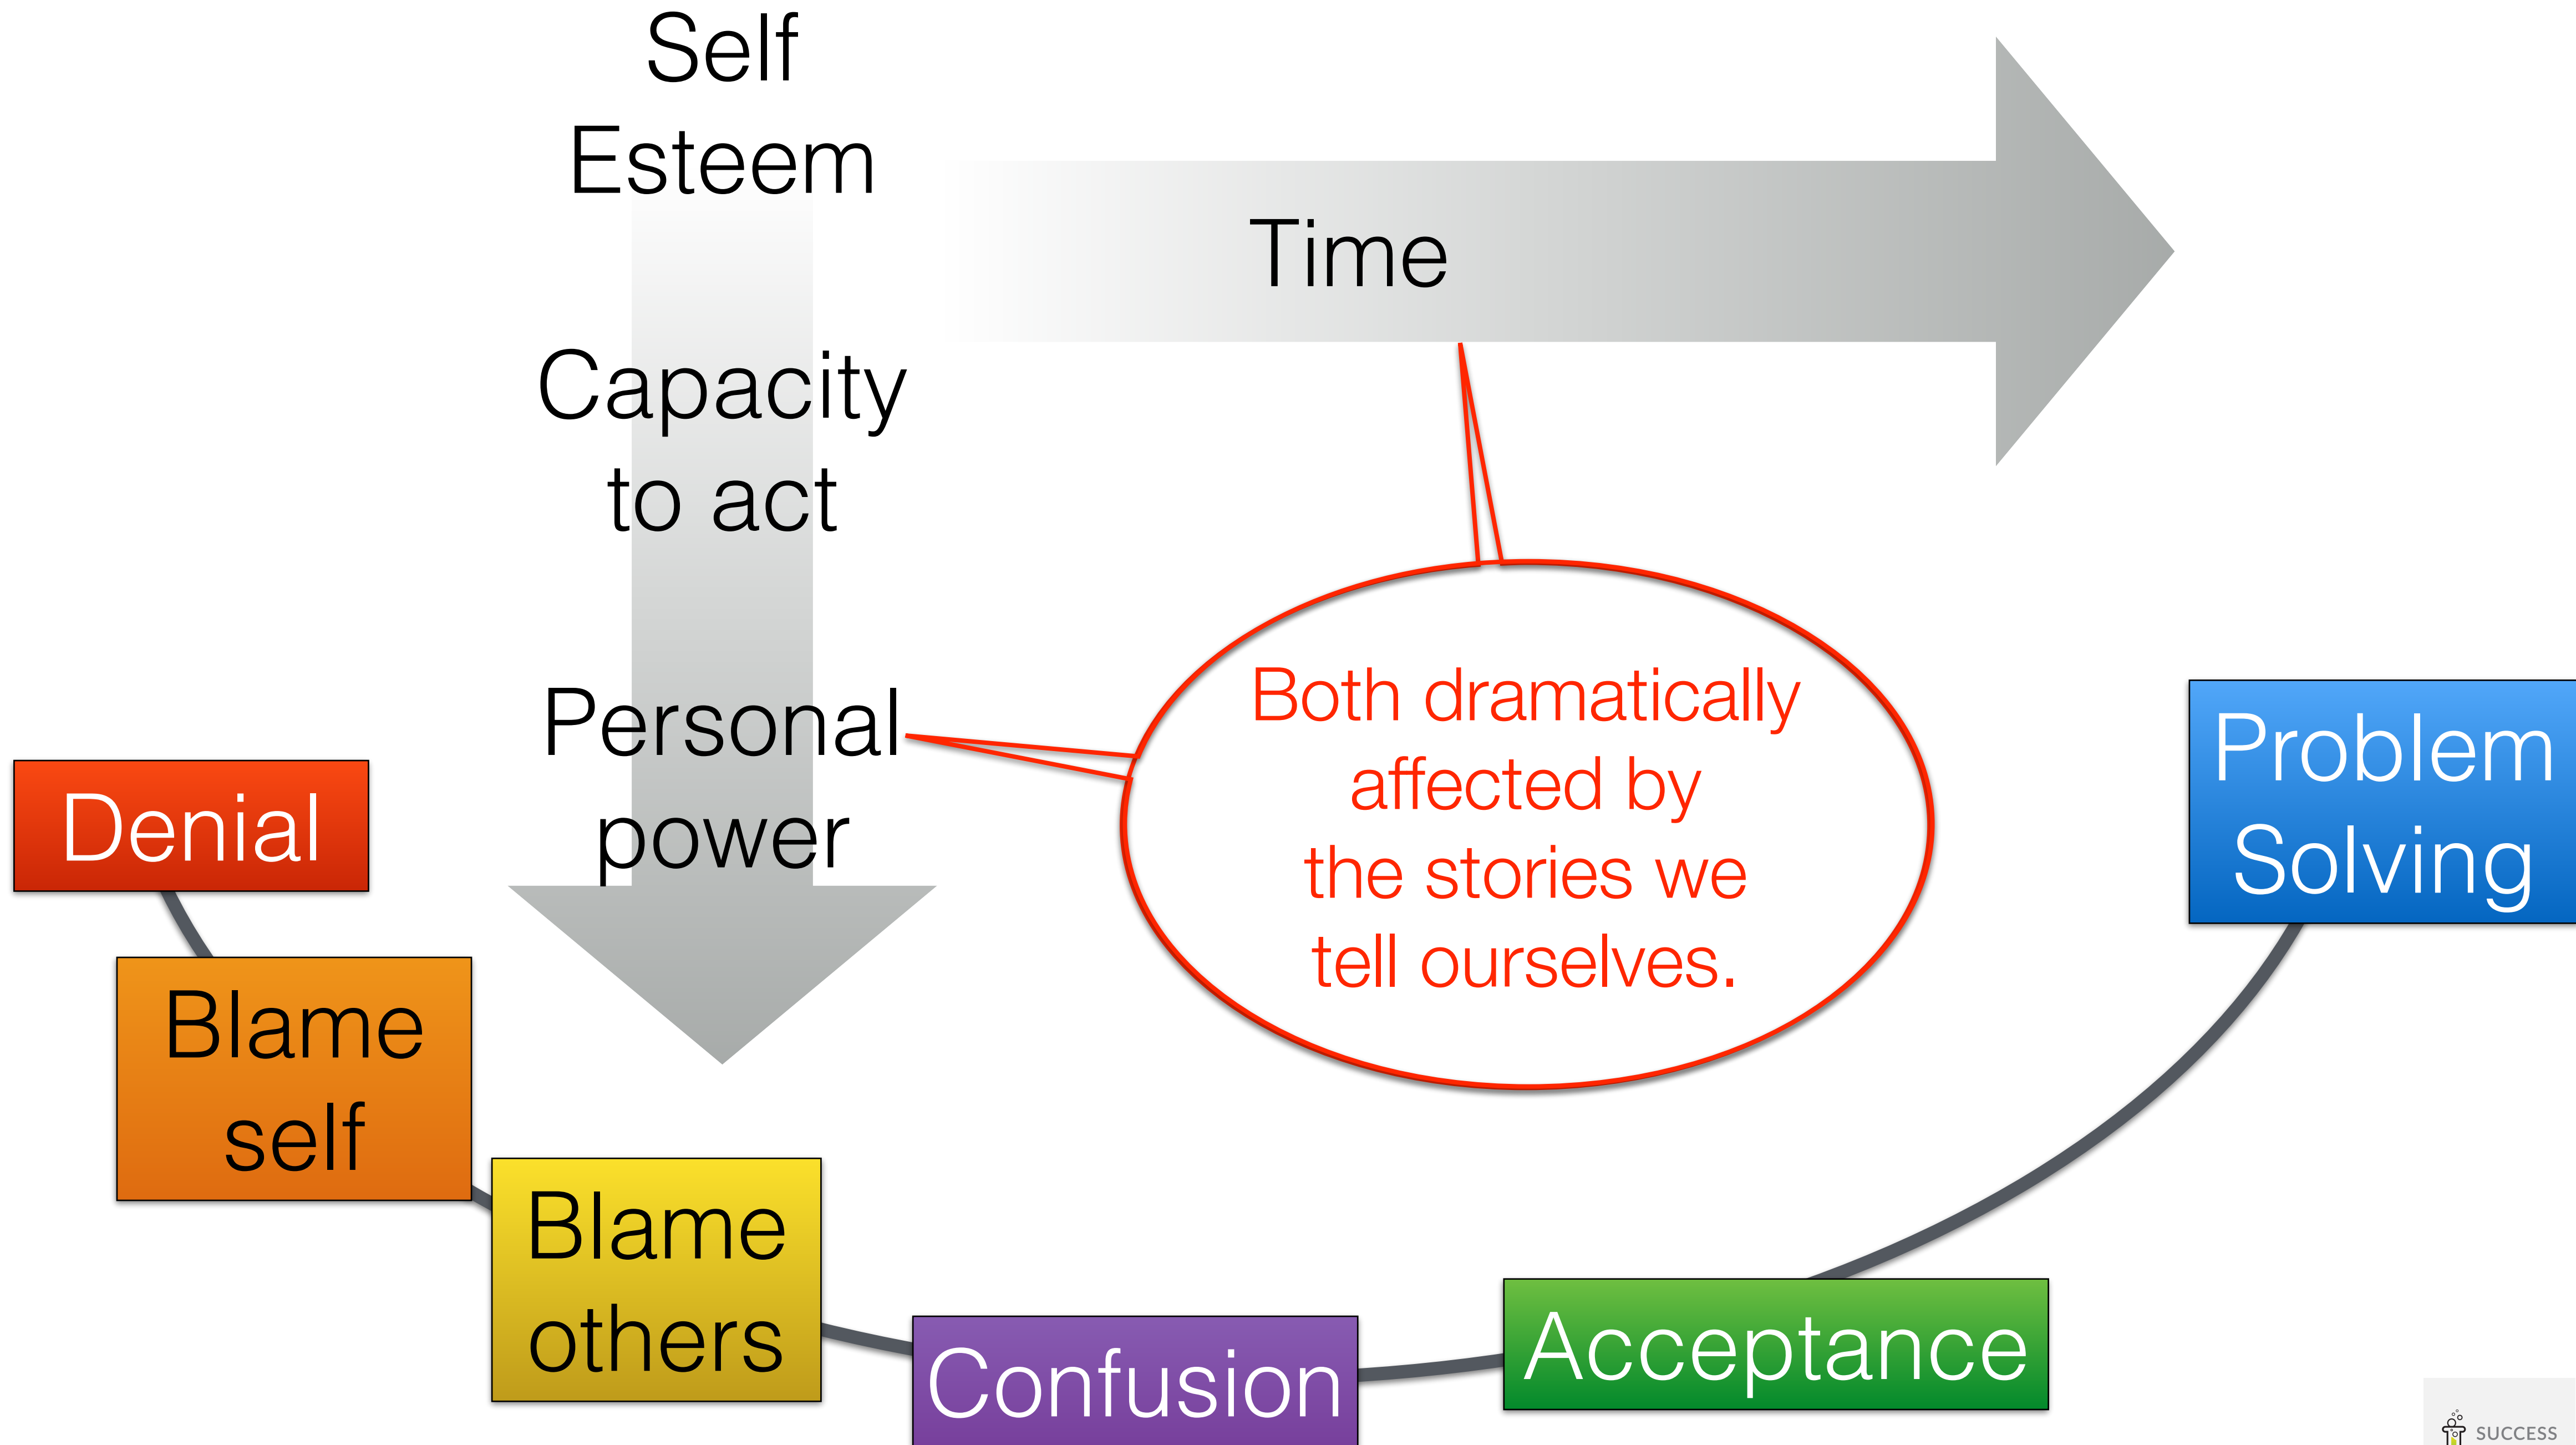 Self
Esteem
Capacity
to act
Personal
power
Time
Both dramatically
affected by
the stories we
tell ourselves.
Denial
Blame
self
Blame
others
Confusion
Acceptance
Problem
Solving
SUCCESS